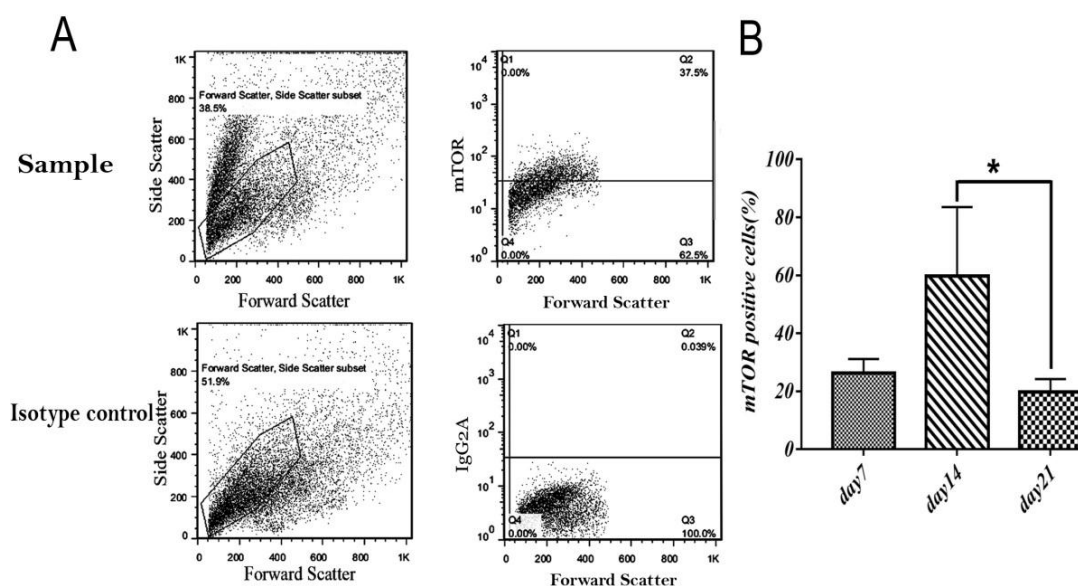 A
B
Sample
Forward Scatter, Side Scatter subset
38.5%
Side Scatter
1K
800
600
400
200
0
0 200 400 600 800 1K
Forward Scatter
Q1
0.00%
Q2
37.5%
mTOR
10^4
10^3
10^2
10^1
10^0
Q4
0.00%
Q3
62.5%
0 200 400 600 800 1K
Forward Scatter
Isotype control
Forward Scatter, Side Scatter subset
51.9%
Side Scatter
1K
800
600
400
200
0
0 200 400 600 800 1K
Forward Scatter
Q1
0.00%
Q2
0.039%
IgG2A
10^4
10^3
10^2
10^1
10^0
Q4
0.00%
Q3
100.0%
0 200 400 600 800 1K
Forward Scatter
mTOR positive cells(%)
100
80
60
40
20
0
*
day7
day14
day21